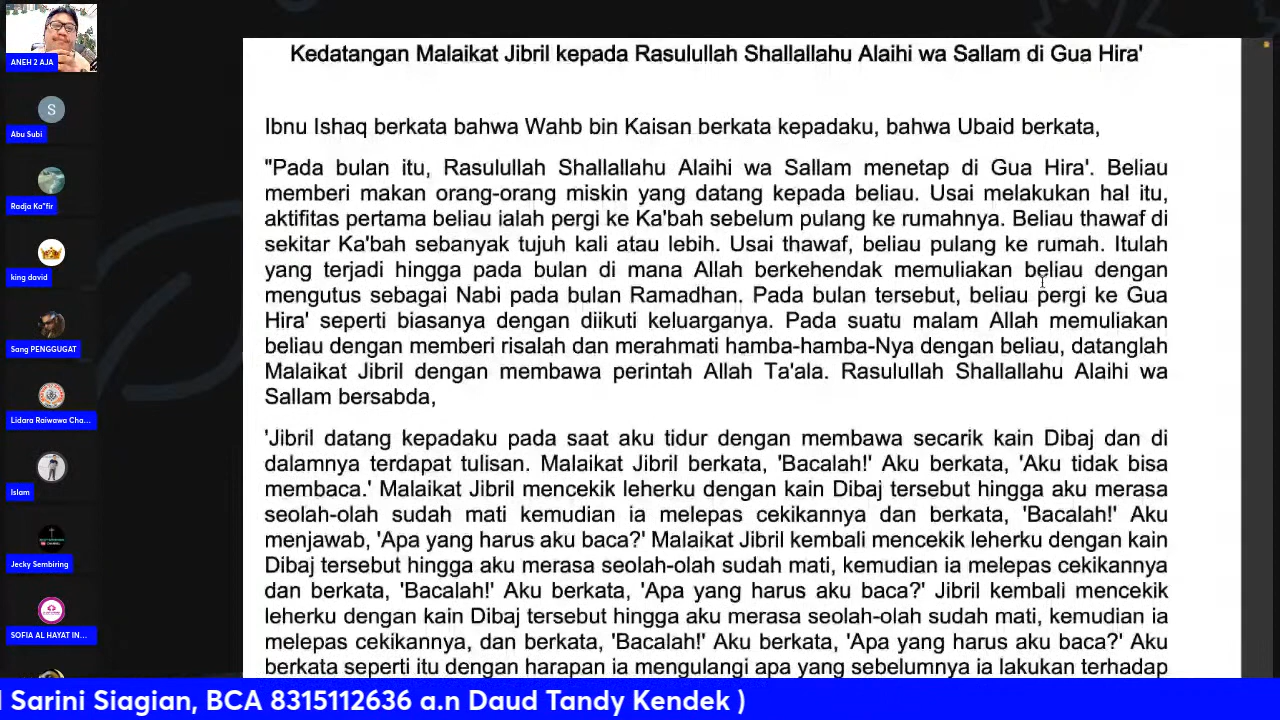 Kedatangan Malaikat Jibril kepada Rasulullah Shallallahu Alaihi wa Sallam di Gua Hira'
Ibnu Ishaq berkata bahwa Wahb bin Kaisan berkata kepadaku, bahwa Ubaid berkata,
"Pada bulan itu, Rasulullah Shallallahu Alaihi wa Sallam menetap di Gua Hira'. Beliau
memberi makan orang-orang miskin yang datang kepada beliau. Usai melakukan hal itu,
aktifitas pertama beliau ialah pergi ke Ka'bah sebelum pulang ke rumahnya. Beliau thawaf di
sekitar Ka'bah sebanyak tujuh kali atau lebih. Usai thawaf, beliau pulang ke rumah. Itulah
yang terjadi hingga pada bulan di mana Allah berkehendak memuliakan beliau dengan
mengutus sebagai Nabi pada bulan Ramadhan. Pada bulan tersebut, beliau pergi ke Gua
Hira' seperti biasanya dengan diikuti keluarganya. Pada suatu malam Allah memuliakan
beliau dengan memberi risalah dan merahmati hamba-hamba-Nya dengan beliau, datanglah
Malaikat Jibril dengan membawa perintah Allah Ta'ala. Rasulullah Shallallahu Alaihi wa
Sallam bersabda,
'Jibril datang kepadaku pada saat aku tidur dengan membawa secarik kain Dibaj dan di
dalamnya terdapat tulisan. Malaikat Jibril berkata, 'Bacalah!' Aku berkata, 'Aku tidak bisa
membaca.' Malaikat Jibril mencekik leherku dengan kain Dibaj tersebut hingga aku merasa
seolah-olah sudah mati kemudian ia melepas cekikannya dan berkata, 'Bacalah!' Aku
menjawab, 'Apa yang harus aku baca?' Malaikat Jibril kembali mencekik leherku dengan kain
Dibaj tersebut hingga aku merasa seolah-olah sudah mati, kemudian ia melepas cekikannya
dan berkata, 'Bacalah!' Aku berkata, 'Apa yang harus aku baca?' Jibril kembali mencekik
leherku dengan kain Dibaj tersebut hingga aku merasa seolah-olah sudah mati, kemudian ia
melepas cekikannya, dan berkata, 'Bacalah!' Aku berkata, 'Apa yang harus aku baca?' Aku
berkata seperti itu dengan harapan ia mengulangi apa yang sebelumnya ia lakukan terhadap
ANEH 2 AJA
S
Abu Subi
Radja Ka"fir
king david
Sang PENGGUGAT
Lidara Raiwawa Cha...
Islam
Jecky Sembiring
SOFIA AL HAYAT IN...
Sarini Siagian, BCA 8315112636 a.n Daud Tandy Kendek )